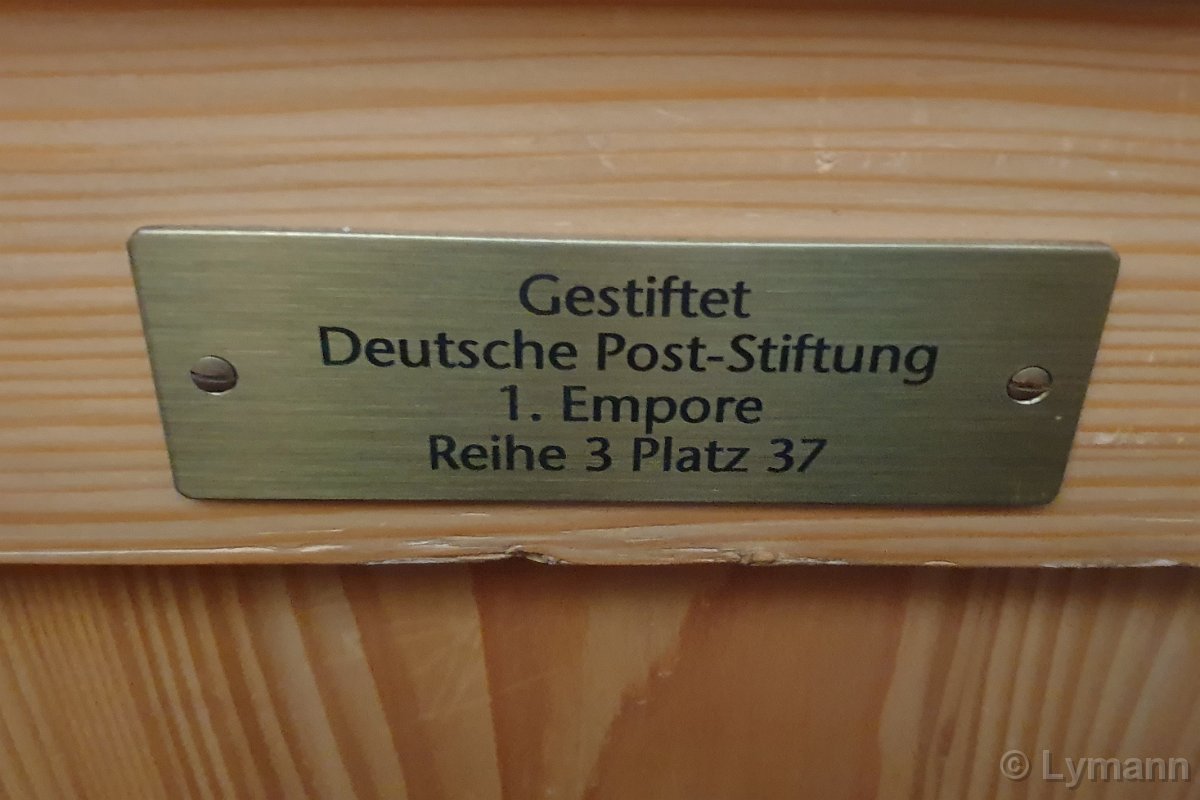 Gestiftet
Deutsche Post-Stiftung
1. Empore
Reihe 3 Platz 37
© Lymann